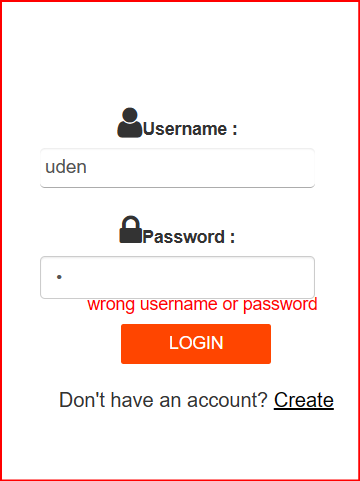 Username :
uden
Password :
•
wrong username or password
LOGIN
Don't have an account? Create